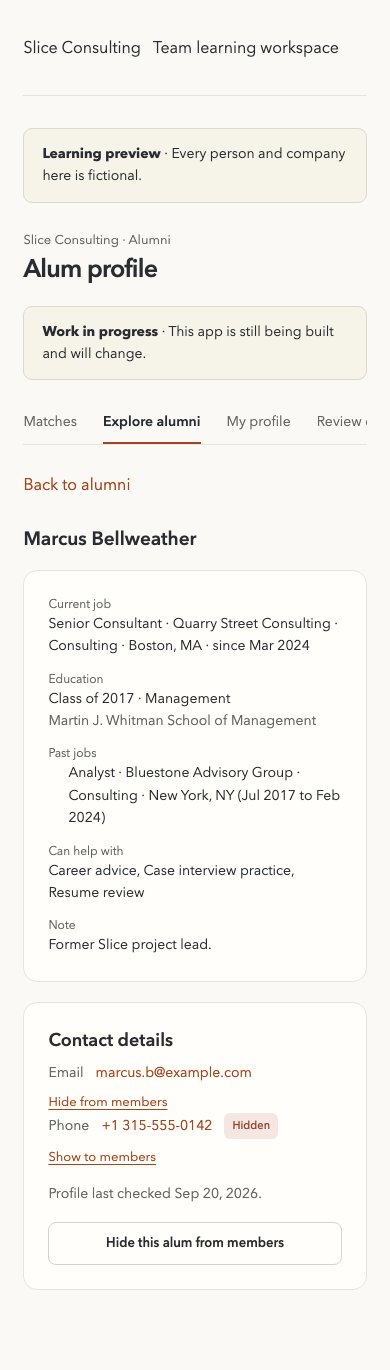 Slice Consulting Team learning workspace
Learning preview · Every person and company
here is fictional.
Slice Consulting · Alumni
Alum profile
Work in progress · This app is still being built
and will change.
Matches Explore alumni My profile Review
Back to alumni
Marcus Bellweather
Current job
Senior Consultant · Quarry Street Consulting ·
Consulting · Boston, MA · since Mar 2024
Education
Class of 2017 · Management
Martin J. Whitman School of Management
Past jobs
Analyst · Bluestone Advisory Group ·
Consulting · New York, NY (Jul 2017 to Feb
2024)
Can help with
Career advice, Case interview practice,
Resume review
Note
Former Slice project lead.
Contact details
Email marcus.b@example.com
Hide from members
Phone +1 315-555-0142 Hidden
Show to members
Profile last checked Sep 20, 2026.
Hide this alum from members